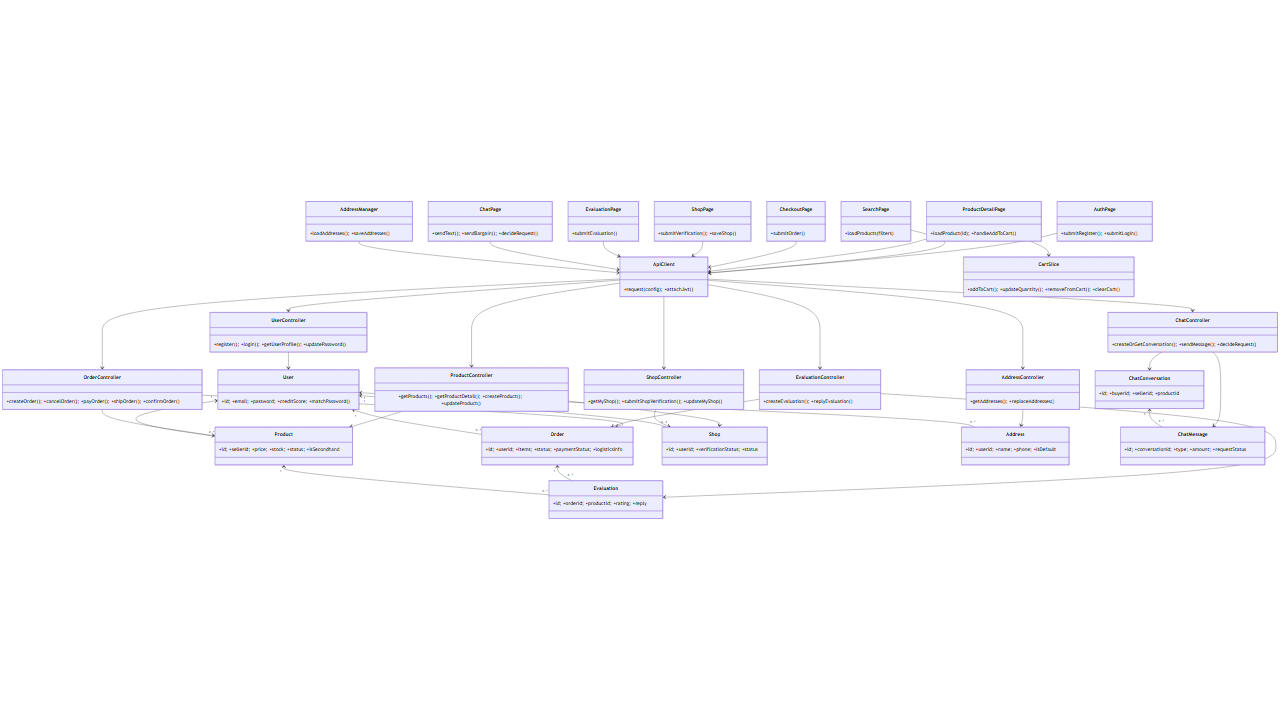 AddressManager
+loadAddresses(); +saveAddresses()
ChatPage
+sendText(); +sendBargain(); +decideRequest()
EvaluationPage
+submitEvaluation()
ShopPage
+submitVerification(); +saveShop()
CheckoutPage
+submitOrder()
SearchPage
+loadProducts(filters)
ProductDetailPage
+loadProduct(id); +handleAddToCart()
AuthPage
+submitRegister(); +submitLogin()
ApiClient
+request(config); +attachJwt()
CartSlice
+addToCart(); +updateQuantity(); +removeFromCart(); +clearCart()
UserController
+register(); +login(); +getUserProfile(); +updatePassword()
ChatController
+createOrGetConversation(); +sendMessage(); +decideRequest()
OrderController
+createOrder(); +cancelOrder(); +payOrder(); +shipOrder(); +confirmOrder()
User
+id; +email; +password; +creditScore; +matchPassword()
ProductController
+getProducts(); +getProductDetail(); +createProduct();
+updateProduct()
ShopController
+getMyShop(); +submitShopVerification(); +updateMyShop()
EvaluationController
+createEvaluation(); +replyEvaluation()
AddressController
+getAddresses(); +replaceAddresses()
ChatConversation
+id; +buyerId; +sellerId; +productId
Product
+id; +sellerId; +price; +stock; +status; +isSecondhand
Order
+id; +userId; +items; +status; +paymentStatus; +logisticsInfo
Shop
+id; +userId; +verificationStatus; +status
Address
+id; +userId; +name; +phone; +isDefault
ChatMessage
+id; +conversationId; +type; +amount; +requestStatus
Evaluation
+id; +orderId; +productId; +rating; +reply